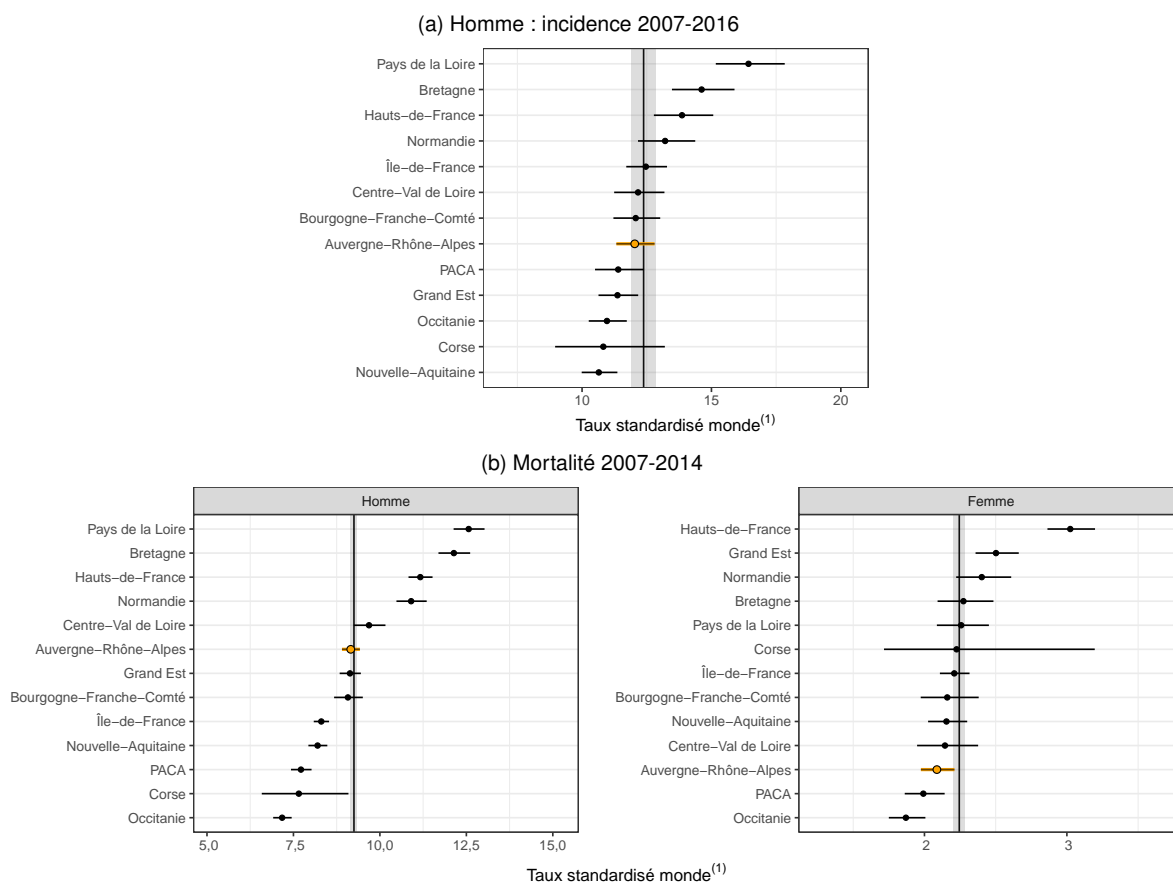 (a) Homme : incidence 2007-2016
Pays de la Loire
Bretagne
Hauts−de−France
Normandie
Île−de−France
Centre−Val de Loire
Bourgogne−Franche−Comté
Auvergne−Rhône−Alpes
PACA
Grand Est
Occitanie
Corse
Nouvelle−Aquitaine
10 15 20
Taux standardisé monde(1)
(b) Mortalité 2007-2014
Homme
Pays de la Loire
Bretagne
Hauts−de−France
Normandie
Centre−Val de Loire
Auvergne−Rhône−Alpes
Grand Est
Bourgogne−Franche−Comté
Île−de−France
Nouvelle−Aquitaine
PACA
Corse
Occitanie
5,0 7,5 10,0 12,5 15,0
Femme
Hauts−de−France
Grand Est
Normandie
Bretagne
Pays de la Loire
Corse
Île−de−France
Bourgogne−Franche−Comté
Nouvelle−Aquitaine
Centre−Val de Loire
Auvergne−Rhône−Alpes
PACA
Occitanie
2 3
Taux standardisé monde(1)